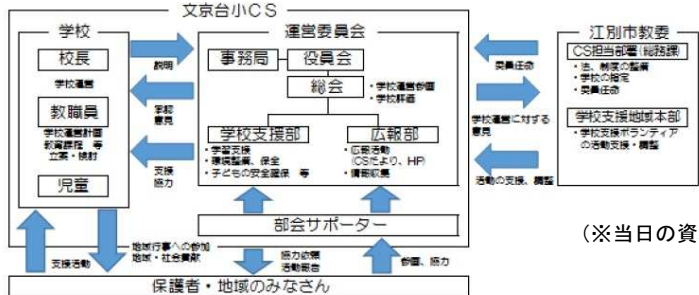 文京台小CS
学校
校長
学校運営
教職員
学校運営計画
教育課程 等
立案・検討
児童
説明
承認
意見
支援
協力
運営委員会
事務局
役員会
総会
・学校運営参画
・学校評価
学校支援部
・学習支援
・環境整備、保全
・子どもの安全確保 等
広報部
・広報活動
(CSだより、HP)
・情報収集
部会サポーター
江別市教委
CS担当部署(総務課)
・法、制度の整備
・学校の指定
・委員任命
学校支援地域本部
・学校支援ボランティア
の活動支援・調整
委員任命
学校運営に対する
意見
活動の支援、調整
支援活動
地域行事への参加
地域・社会貢献
協力依頼
活動報告
参画、協力
保護者・地域のみなさん
(※当日の資